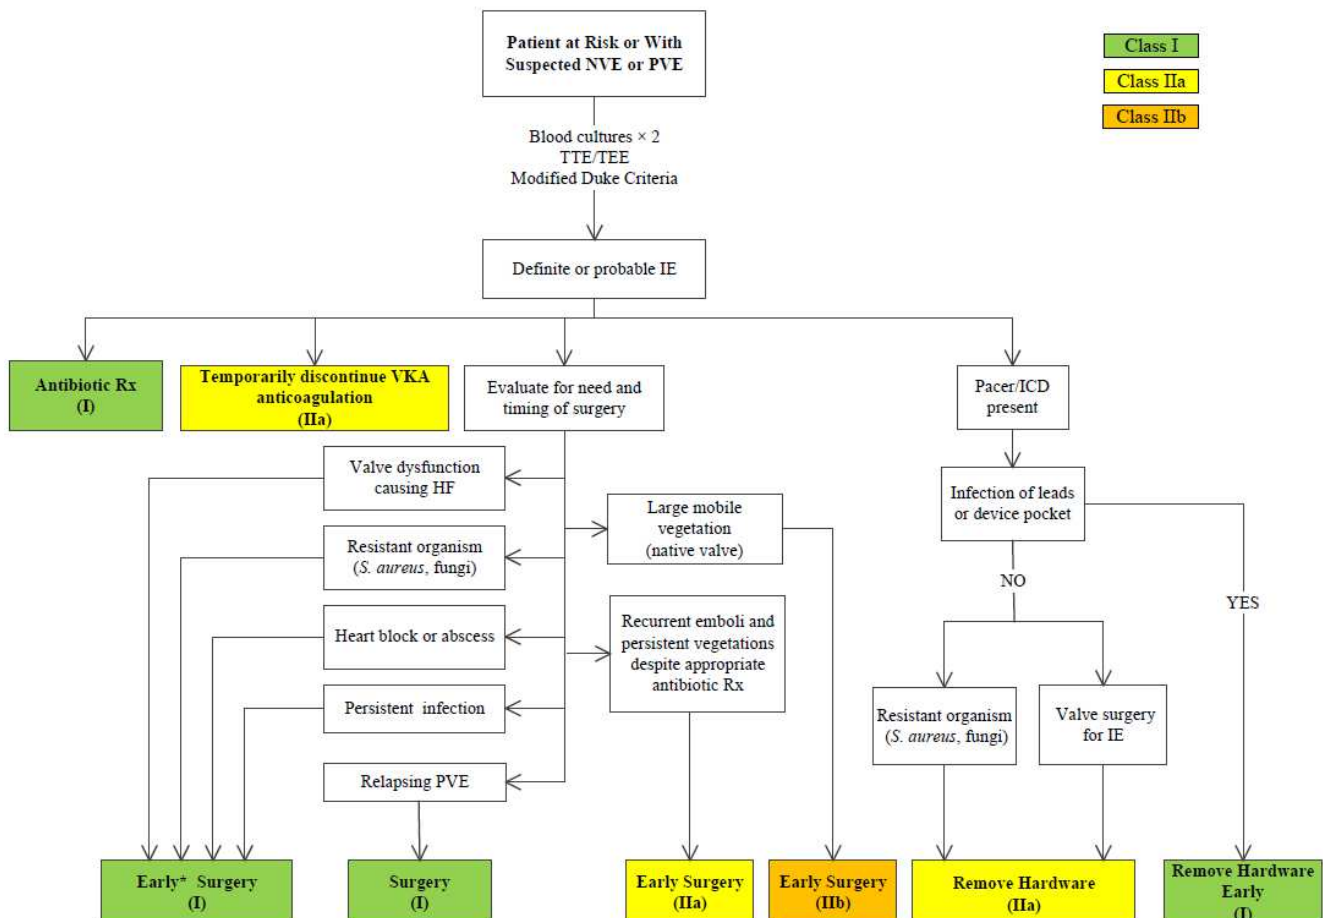 Patient at Risk or With
Suspected NVE or PVE
Class I
Class IIa
Class IIb
Blood cultures × 2
TTE/TEE
Modified Duke Criteria
Definite or probable IE
Antibiotic Rx
(I)
Temporarily discontinue VKA
anticoagulation
(IIa)
Evaluate for need and
timing of surgery
Pacer/ICD
present
Valve dysfunction
causing HF
Resistant organism
(S. aureus, fungi)
Heart block or abscess
Persistent infection
Relapsing PVE
Large mobile
vegetation
(native valve)
Recurrent emboli and
persistent vegetations
despite appropriate
antibiotic Rx
Infection of leads
or device pocket
NO
YES
Resistant organism
(S. aureus, fungi)
Valve surgery
for IE
Early* Surgery
(I)
Surgery
(I)
Early Surgery
(IIa)
Early Surgery
(IIb)
Remove Hardware
(IIa)
Remove Hardware
Early
(I)